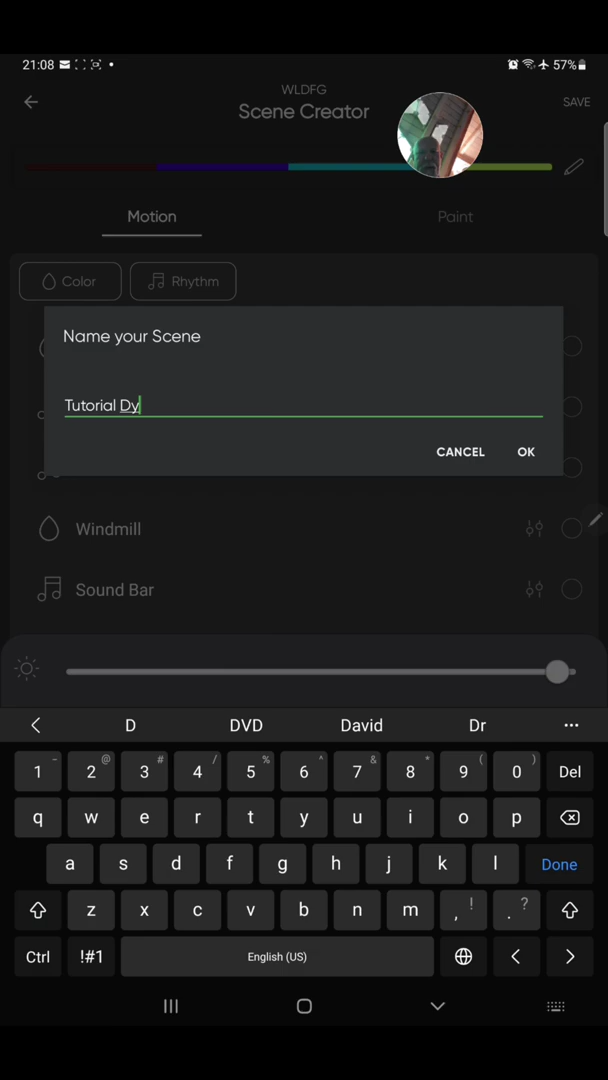 21:08
57%
WLDFG
Scene Creator
SAVE
Motion
Paint
Color
Rhythm
Name your Scene
Tutorial Dy
CANCEL
OK
Windmill
Sound Bar
D
DVD
David
Dr
...
1 2 3 4 5 6 7 8 9 0 Del
~ @ # / % ^ & * ( )
q w e r t y u i o p
a s d f g h j k l Done
z x c v b n m , ! . ?
Ctrl !#1 English (US) < >